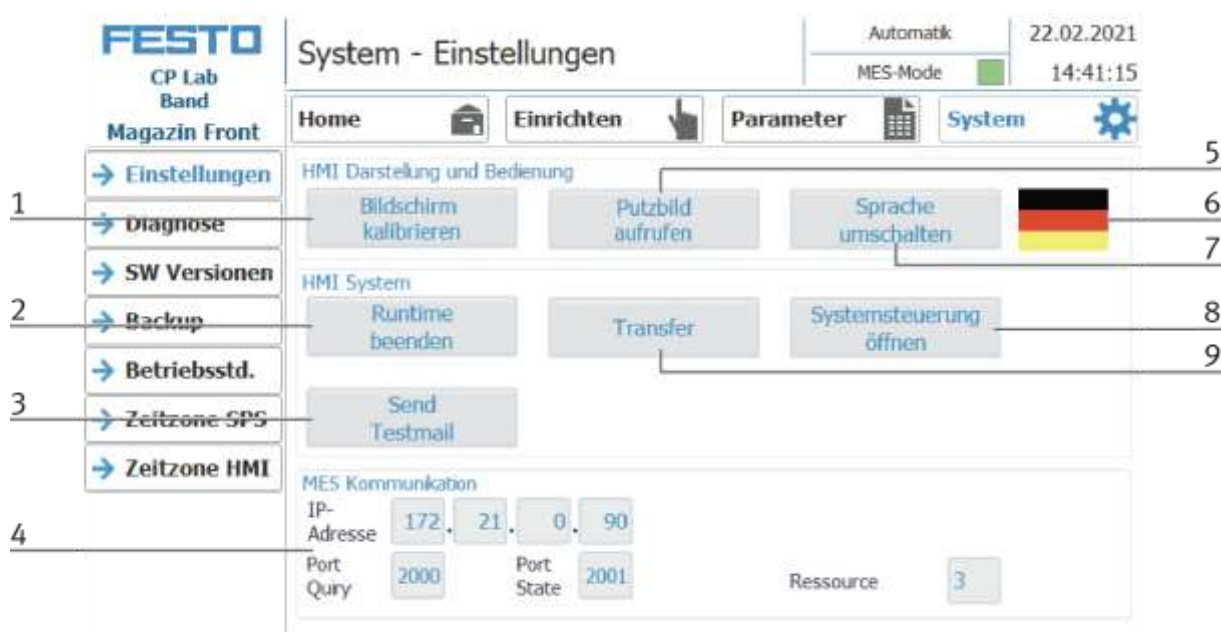 FESTO
CP Lab
Band
Magazin Front
System - Einstellungen
Automatik
MES-Mode
22.02.2021
14:41:15
Home
Einrichten
Parameter
System
Einstellungen
Diagnose
SW Versionen
Backup
Betriebsstd.
Zeitzone SPS
Zeitzone HMI
HMI Darstellung und Bedienung
Bildschirm
kalibrieren
Putzbild
aufrufen
Sprache
umschalten
HMI System
Runtime
beenden
Transfer
Systemsteuerung
öffnen
Send
Testmail
MES Kommunikation
IP-
Adresse
172 . 21 . 0 . 90
Port
Quiry
2000
Port
State
2001
Ressource
3
1
2
3
4
5
6
7
8
9